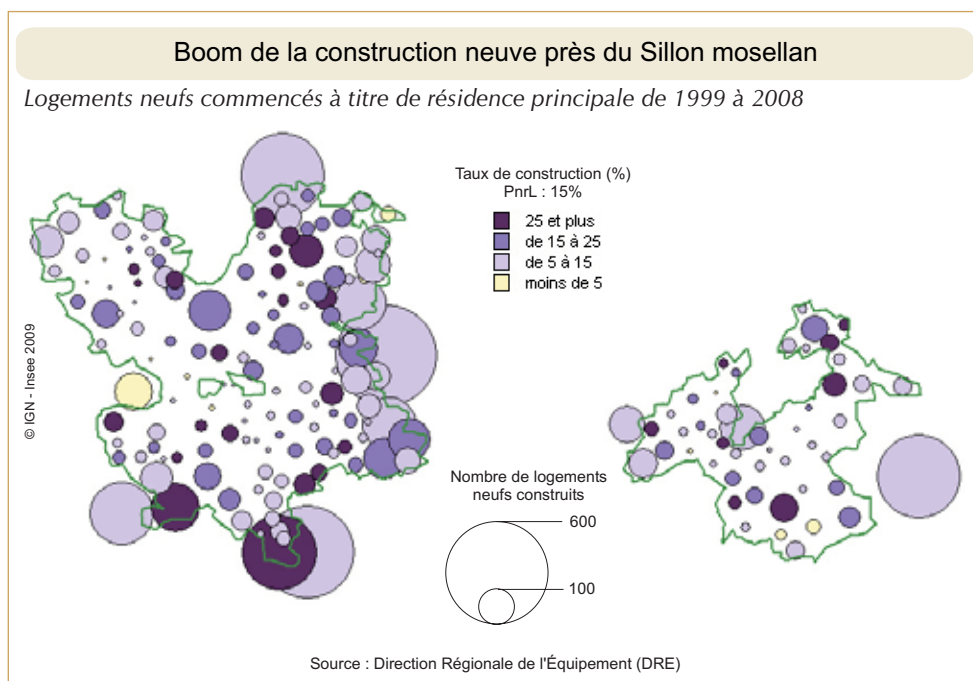 Boom de la construction neuve près du Sillon mosellan
Logements neufs commencés à titre de résidence principale de 1999 à 2008
Taux de construction (%)
PnrL : 15%
25 et plus
de 15 à 25
de 5 à 15
moins de 5
© IGN - Insee 2009
Nombre de logements
neufs construits
600
100
Source : Direction Régionale de l'Équipement (DRE)